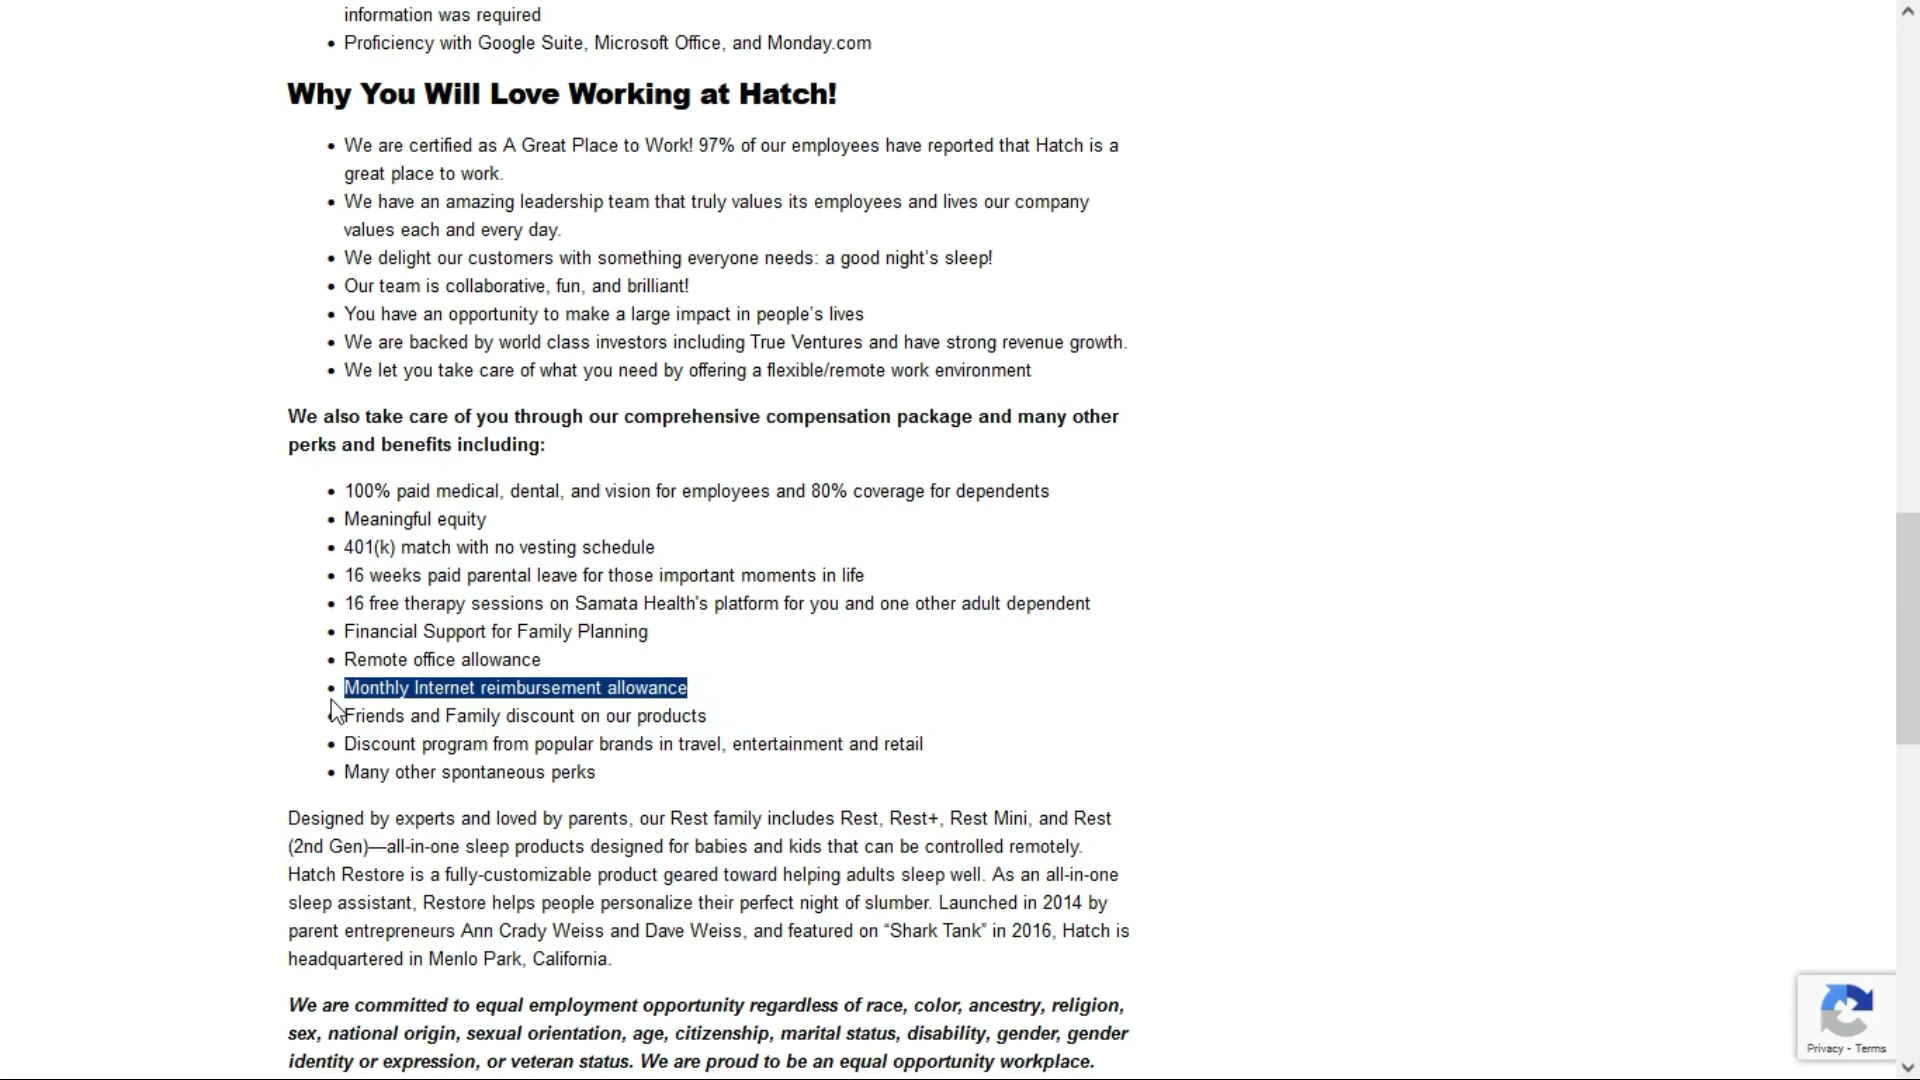 information was required
• Proficiency with Google Suite, Microsoft Office, and Monday.com
Why You Will Love Working at Hatch!
• We are certified as A Great Place to Work! 97% of our employees have reported that Hatch is a
great place to work.
• We have an amazing leadership team that truly values its employees and lives our company
values each and every day.
• We delight our customers with something everyone needs: a good night’s sleep!
• Our team is collaborative, fun, and brilliant!
• You have an opportunity to make a large impact in people’s lives
• We are backed by world class investors including True Ventures and have strong revenue growth.
• We let you take care of what you need by offering a flexible/remote work environment
We also take care of you through our comprehensive compensation package and many other
perks and benefits including:
• 100% paid medical, dental, and vision for employees and 80% coverage for dependents
• Meaningful equity
• 401(k) match with no vesting schedule
• 16 weeks paid parental leave for those important moments in life
• 16 free therapy sessions on Samata Health's platform for you and one other adult dependent
• Financial Support for Family Planning
• Remote office allowance
• Monthly Internet reimbursement allowance
• Friends and Family discount on our products
• Discount program from popular brands in travel, entertainment and retail
• Many other spontaneous perks
Designed by experts and loved by parents, our Rest family includes Rest, Rest+, Rest Mini, and Rest
(2nd Gen)—all-in-one sleep products designed for babies and kids that can be controlled remotely.
Hatch Restore is a fully-customizable product geared toward helping adults sleep well. As an all-in-one
sleep assistant, Restore helps people personalize their perfect night of slumber. Launched in 2014 by
parent entrepreneurs Ann Crady Weiss and Dave Weiss, and featured on “Shark Tank” in 2016, Hatch is
headquartered in Menlo Park, California.
We are committed to equal employment opportunity regardless of race, color, ancestry, religion,
sex, national origin, sexual orientation, age, citizenship, marital status, disability, gender, gender
identity or expression, or veteran status. We are proud to be an equal opportunity workplace.
Privacy - Terms